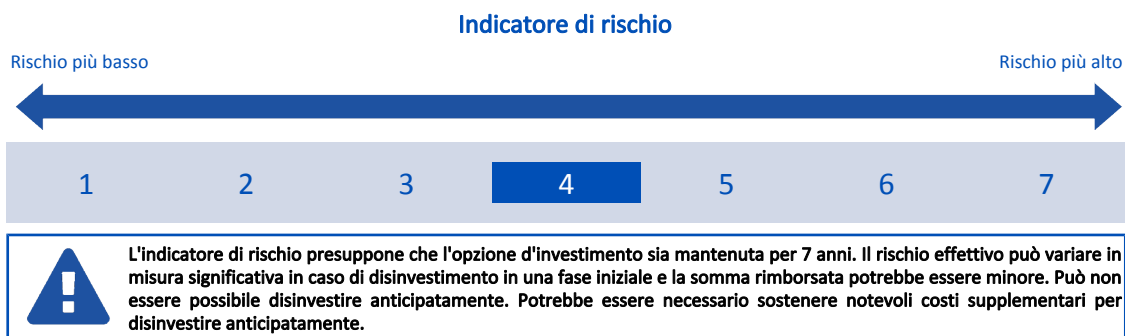 Indicatore di rischio
Rischio più basso
Rischio più alto
1 2 3 4 5 6 7
L'indicatore di rischio presuppone che l'opzione d'investimento sia mantenuta per 7 anni. Il rischio effettivo può variare in
misura significativa in caso di disinvestimento in una fase iniziale e la somma rimborsata potrebbe essere minore. Può non
essere possibile disinvestire anticipatamente. Potrebbe essere necessario sostenere notevoli costi supplementari per
disinvestire anticipatamente.